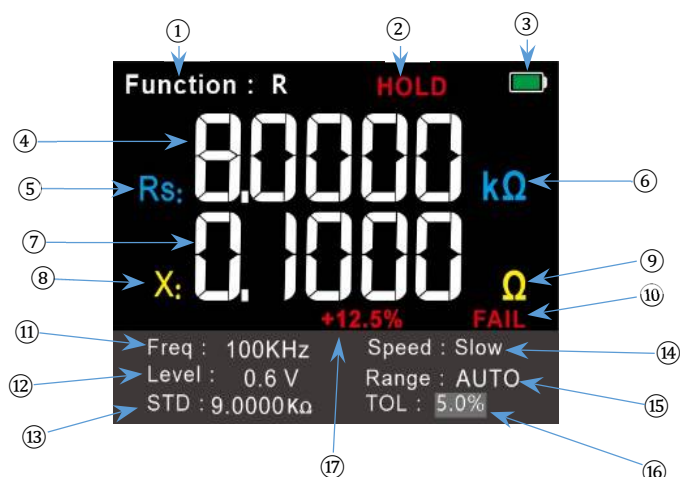 ① ② ③
Function : R HOLD
④ 8.0000
⑤ Rs: kΩ ⑥
⑦ 0.1000
⑧ X: Ω ⑨
+12.5% FAIL ⑩
⑪ Freq : 100KHz Speed : Slow ⑭
⑫ Level : 0.6 V Range : AUTO ⑮
⑬ STD : 9.0000KΩ TOL : 5.0%
⑰ ⑯